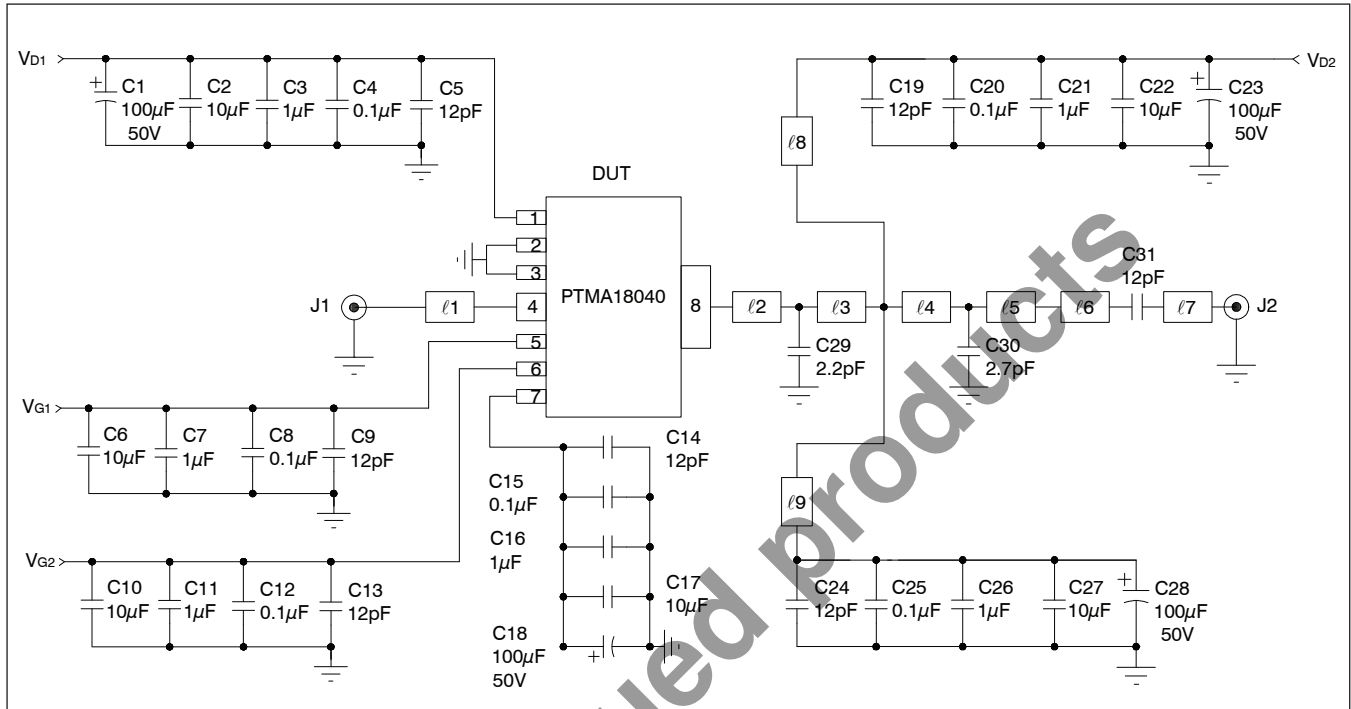 VD1
C1
100µF
50V
C2
10µF
C3
1µF
C4
0.1µF
C5
12pF
C19
12pF
C20
0.1µF
C21
1µF
C22
10µF
C23
100µF
50V
VD2
ℓ8
DUT
1
2
3
4
5
6
7
PTMA18040
8
J1
ℓ1
ℓ2
ℓ3
ℓ4
ℓ5
ℓ6
C31
12pF
ℓ7
J2
C29
2.2pF
C30
2.7pF
VG1
C6
10µF
C7
1µF
C8
0.1µF
C9
12pF
C14
12pF
C15
0.1µF
C16
1µF
C17
10µF
C18
100µF
50V
ℓ9
VG2
C10
10µF
C11
1µF
C12
0.1µF
C13
12pF
C24
12pF
C25
0.1µF
C26
1µF
C27
10µF
C28
100µF
50V
products